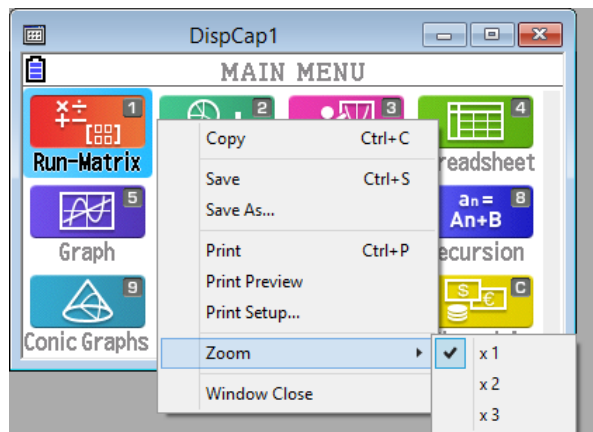 DispCap1
MAIN MENU
×÷ +− [88] 1
2
3
4
Run-Matrix
readsheet
5
an= An+B 8
Graph
ecursion
9
$ € C
Conic Graphs
Copy Ctrl+C
Save Ctrl+S
Save As...
Print Ctrl+P
Print Preview
Print Setup...
Zoom
Window Close
x 1
x 2
x 3